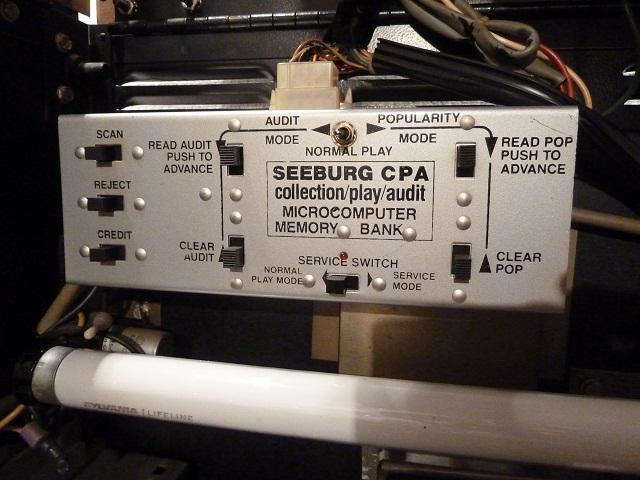 SCAN
REJECT
CREDIT
AUDIT
MODE
POPULARITY
MODE
NORMAL PLAY
READ AUDIT
PUSH TO
ADVANCE
READ POP
PUSH TO
ADVANCE
SEEBURG CPA
collection/play/audit
MICROCOMPUTER
MEMORY BANK
CLEAR
AUDIT
CLEAR
POP
SERVICE SWITCH
NORMAL
PLAY MODE
SERVICE
MODE
SYLVANIA LIFELINE